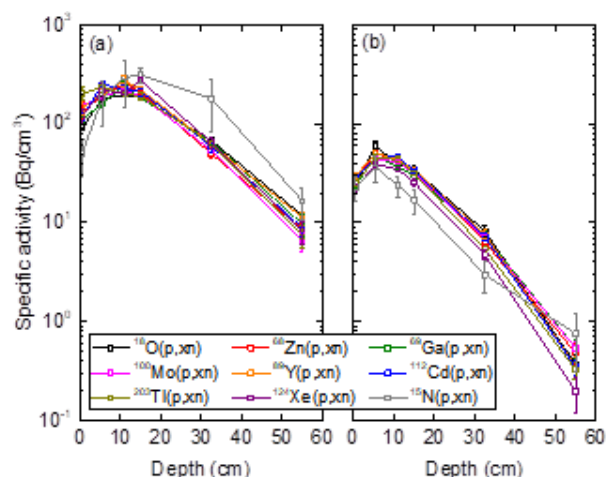 (a) (b)
10³
10²
10¹
10⁰
10⁻¹
Specific activity (Bq/cm³)
¹⁸O(p,xn) ⁶⁸Zn(p,xn) ⁶⁹Ga(p,xn)
¹⁰⁰Mo(p,xn) ⁸⁹Y(p,xn) ¹¹²Cd(p,xn)
²⁰³Tl(p,xn) ¹²⁴Xe(p,xn) ¹⁵N(p,xn)
0 10 20 30 40 50 60 0 10 20 30 40 50 60
Depth (cm) Depth (cm)